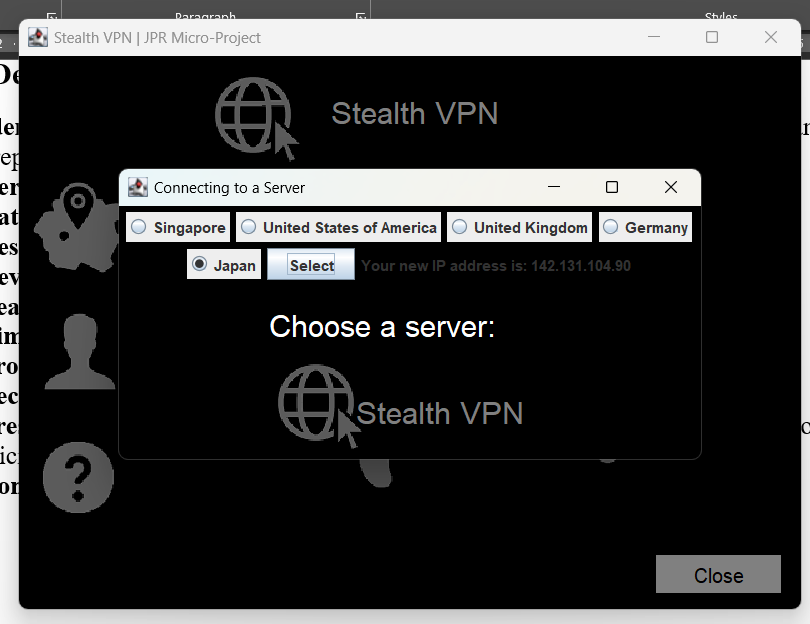 Paragraph
Styles
Stealth VPN | JPR Micro-Project
Stealth VPN
Connecting to a Server
Singapore United States of America United Kingdom Germany
Japan Select Your new IP address is: 142.131.104.90
Choose a server:
Stealth VPN
Close